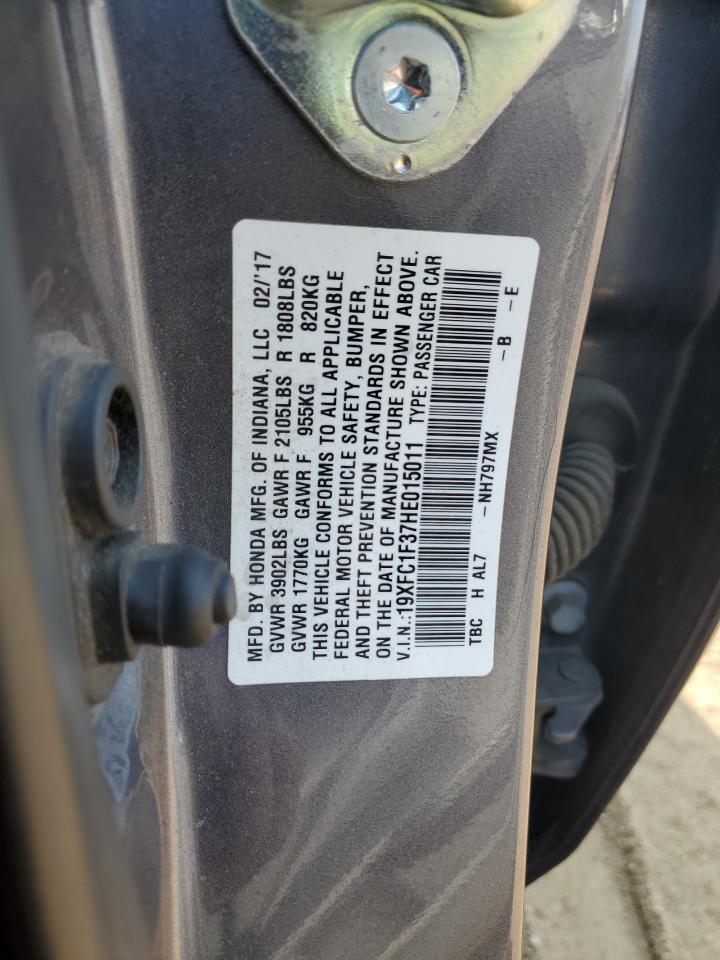 MFD. BY HONDA MFG. OF INDIANA, LLC 02/'17
GVWR 3902LBS GAWR F 2105LBS R 1808LBS
GVWR 1770KG GAWR F 955KG R 820KG
THIS VEHICLE CONFORMS TO ALL APPLICABLE
FEDERAL MOTOR VEHICLE SAFETY, BUMPER,
AND THEFT PREVENTION STANDARDS IN EFFECT
ON THE DATE OF MANUFACTURE SHOWN ABOVE.
V.I.N.:19XFC1F37HE015011 TYPE: PASSENGER CAR
TBC H AL7 -NH797MX -B -E